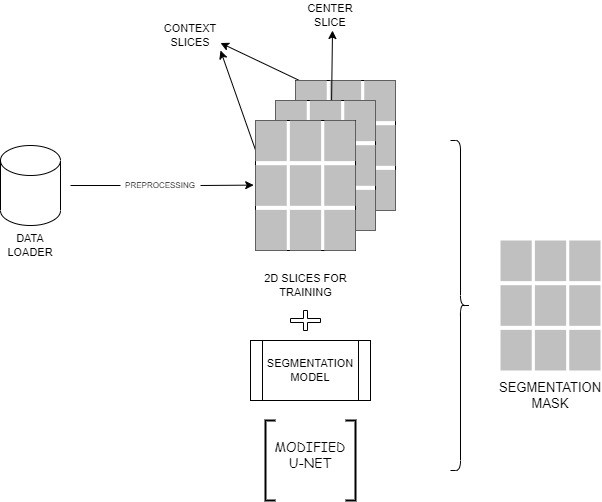 CENTER
SLICE
CONTEXT
SLICES
PREPROCESSING
DATA
LOADER
2D SLICES FOR
TRAINING
SEGMENTATION
MODEL
SEGMENTATION
MASK
MODIFIED
U-NET